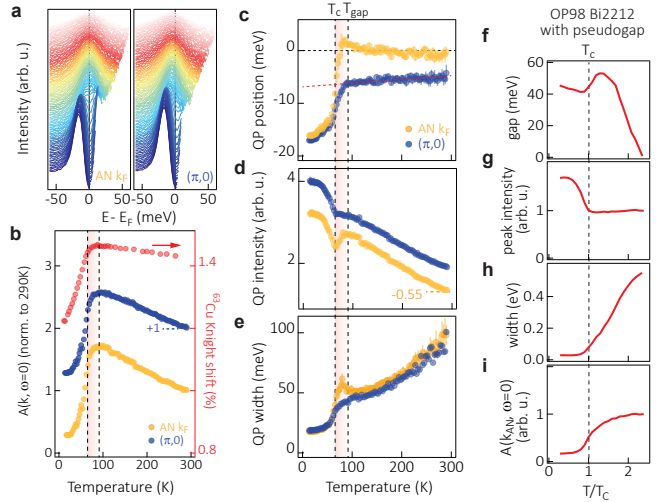 a
Intensity (arb. u.)
AN kF
(π,0)
-50 0 50
-50 0 50
E- EF (meV)
b
A(k, ω=0) (norm. to 290K)
3
2
1
0
+1
1.4
0.8
63Cu Knight shift (%)
AN kF
(π,0)
0 100 200 300
Temperature (K)
c
Tc Tgap
QP position (meV)
0
-10
-20
AN kF
(π,0)
d
QP intensity (arb. u.)
4
2
-0.55
e
QP width (meV)
100
50
0
0 100 200 300
Temperature (K)
OP98 Bi2212
with pseudogap
Tc
f
gap (meV)
60
40
20
0
g
peak intensity
(arb. u.)
1
0
h
width (eV)
0.4
0.2
0.0
i
A(kAN, ω=0)
(arb. u.)
1
0
1 2
T/TC